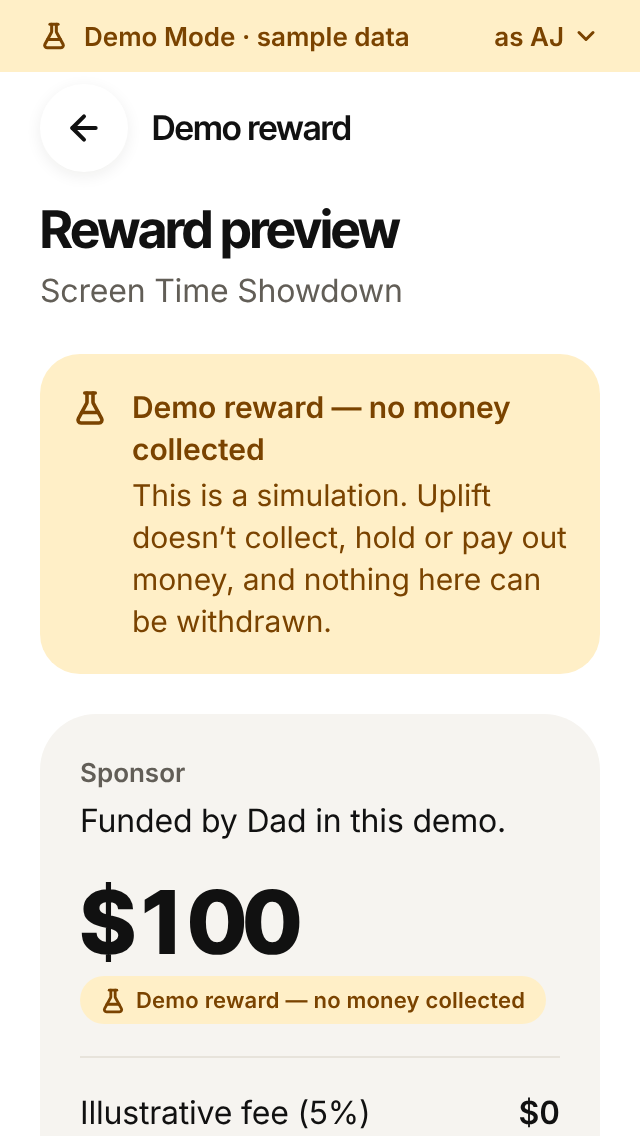 Demo Mode · sample data as AJ
Demo reward
Reward preview
Screen Time Showdown
Demo reward — no money
collected
This is a simulation. Uplift
doesn’t collect, hold or pay out
money, and nothing here can
be withdrawn.
Sponsor
Funded by Dad in this demo.
$100
Demo reward — no money collected
Illustrative fee (5%) $0